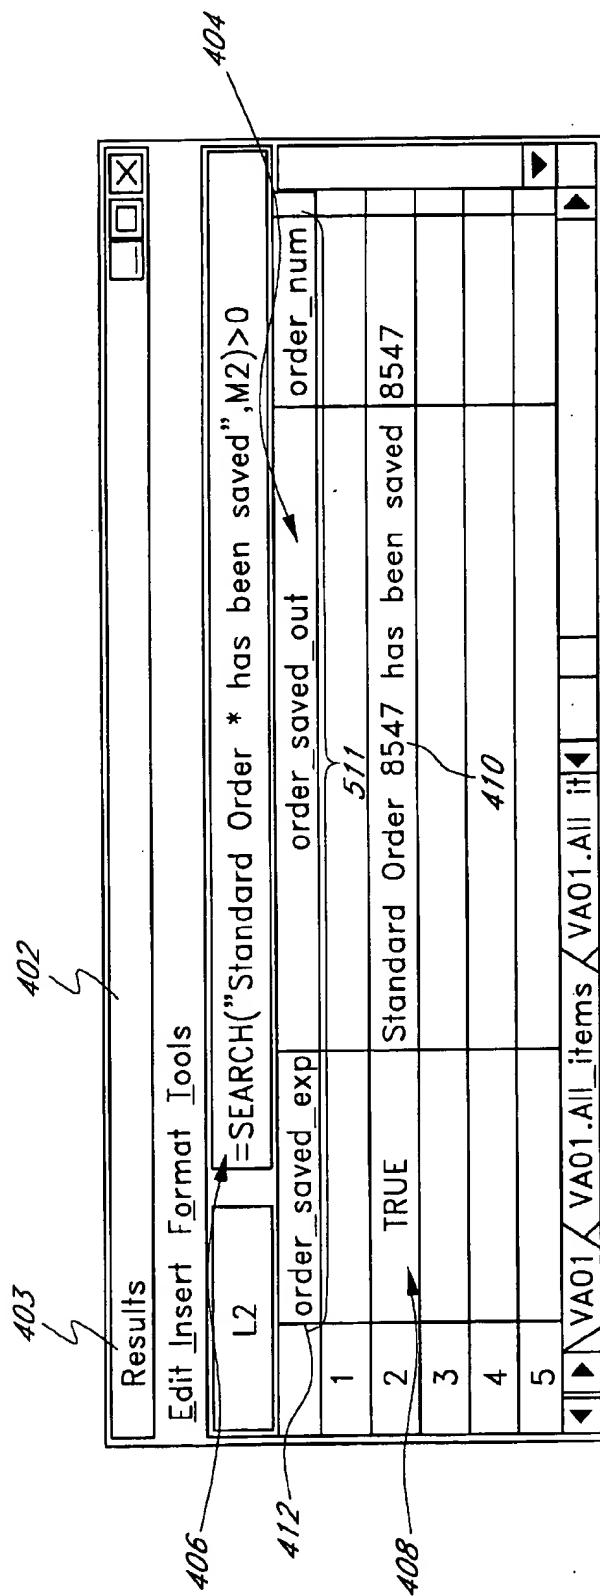 402
403
404
Results
Edit Insert Format Tools
406
L2
=SEARCH("Standard Order * has been saved",M2)>0
412
order_saved_exp
order_saved_out
order_num
511
1
2
TRUE
Standard Order 8547 has been saved
8547
408
410
3
4
5
VA01
VA01.All_items
VA01.All it